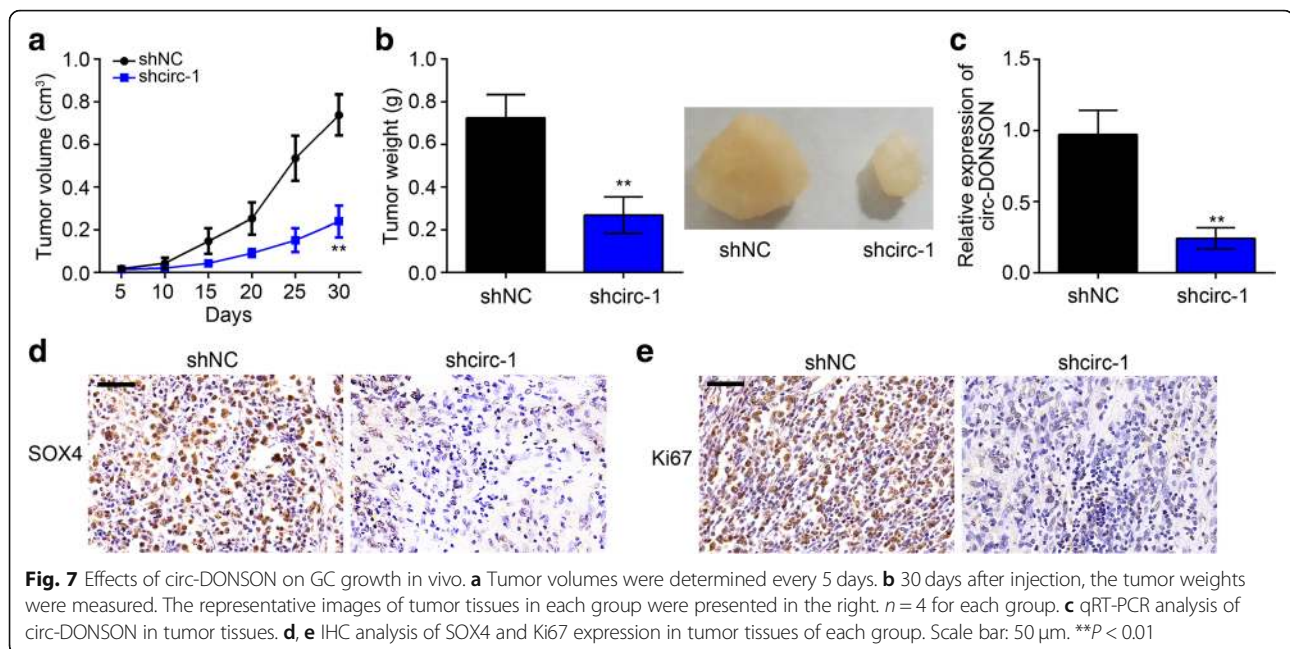 a
shNC
shcirc-1
Tumor volume (cm³)
1.0
0.8
0.6
0.4
0.2
0.0
**
5 10 15 20 25 30
Days
b
Tumor weight (g)
1.0
0.8
0.6
0.4
0.2
0.0
**
shNC shcirc-1
shNC shcirc-1
c
Relative expression of
circ-DONSON
1.5
1.0
0.5
0.0
**
shNC shcirc-1
d
shNC shcirc-1
SOX4
e
shNC shcirc-1
Ki67
Fig. 7 Effects of circ-DONSON on GC growth in vivo. a Tumor volumes were determined every 5 days. b 30 days after injection, the tumor weights
were measured. The representative images of tumor tissues in each group were presented in the right. n = 4 for each group. c qRT-PCR analysis of
circ-DONSON in tumor tissues. d, e IHC analysis of SOX4 and Ki67 expression in tumor tissues of each group. Scale bar: 50 μm. **P < 0.01